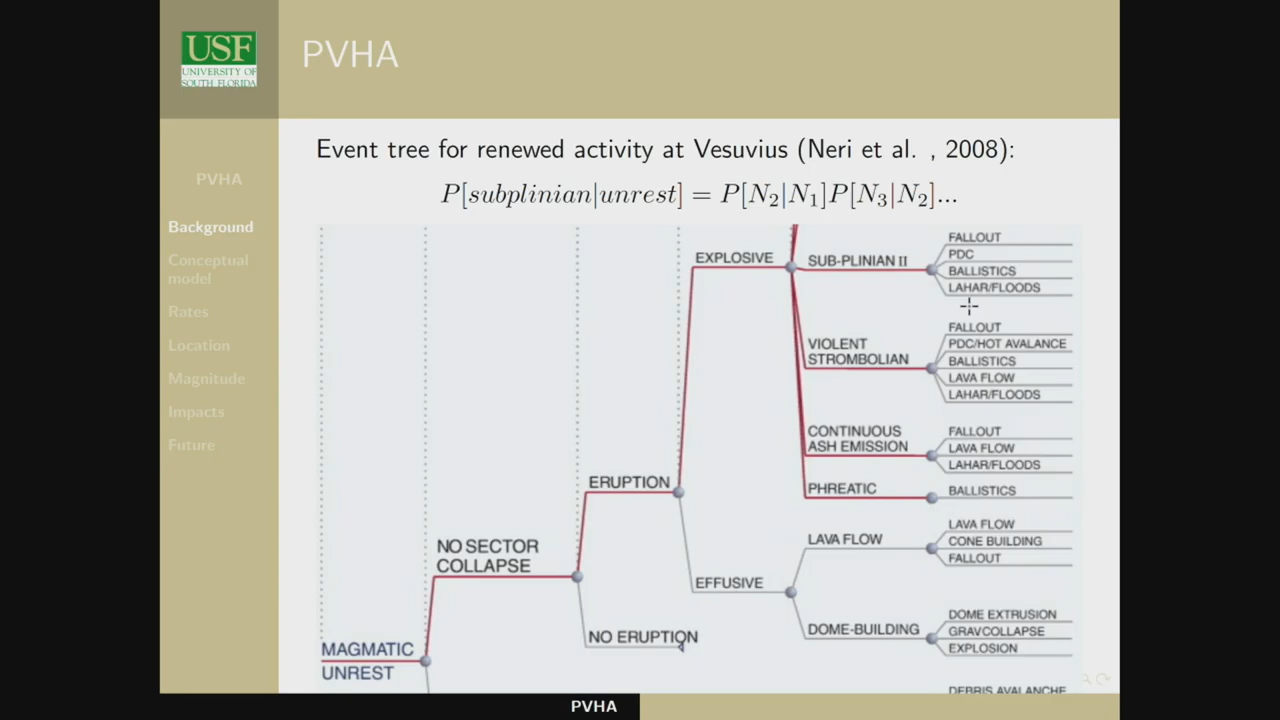 USF
UNIVERSITY OF
SOUTH FLORIDA
PVHA
PVHA
Background
Conceptual
model
Rates
Location
Magnitude
Impacts
Future
Event tree for renewed activity at Vesuvius (Neri et al. , 2008):
P[subplinian|unrest] = P[N₂|N₁]P[N₃|N₂]...
EXPLOSIVE
SUB-PLINIAN II
FALLOUT
PDC
BALLISTICS
LAHAR/FLOODS
VIOLENT
STROMBOLIAN
FALLOUT
PDC/HOT AVALANCE
BALLISTICS
LAVA FLOW
LAHAR/FLOODS
CONTINUOUS
ASH EMISSION
FALLOUT
LAVA FLOW
LAHAR/FLOODS
PHREATIC
BALLISTICS
ERUPTION
NO SECTOR
COLLAPSE
LAVA FLOW
LAVA FLOW
CONE BUILDING
FALLOUT
EFFUSIVE
DOME-BUILDING
DOME EXTRUSION
GRAV.COLLAPSE
EXPLOSION
NO ERUPTION
MAGMATIC
UNREST
DEBRIS AVALANCHE
PVHA